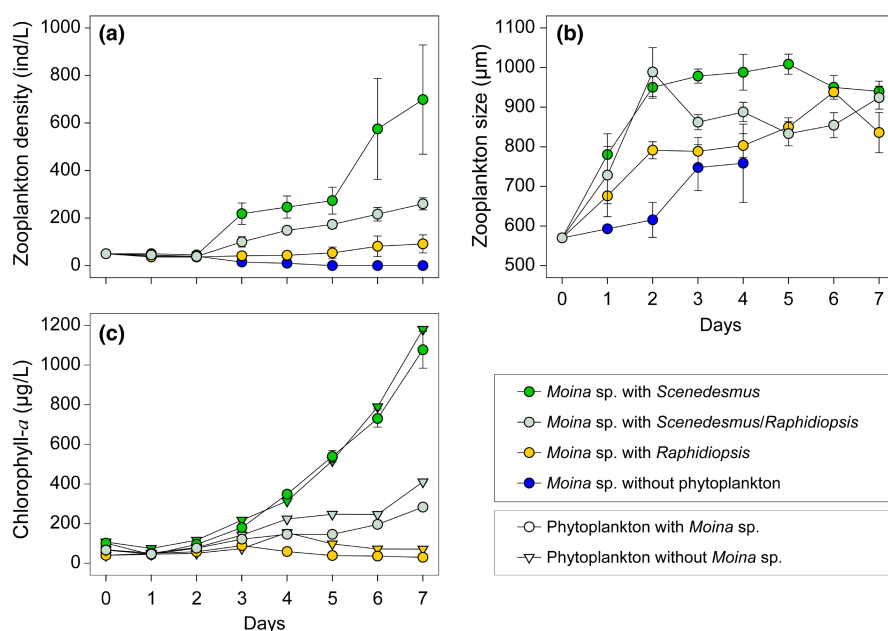 (a)
Zooplankton density (ind/L)
1000
800
600
400
200
0
(b)
Zooplankton size (µm)
1100
1000
900
800
700
600
500
0 1 2 3 4 5 6 7
Days
(c)
Chlorophyll-a (µg/L)
1200
1000
800
600
400
200
0
0 1 2 3 4 5 6 7
Days
Moina sp. with Scenedesmus
Moina sp. with Scenedesmus/Raphidiopsis
Moina sp. with Raphidiopsis
Moina sp. without phytoplankton
Phytoplankton with Moina sp.
Phytoplankton without Moina sp.